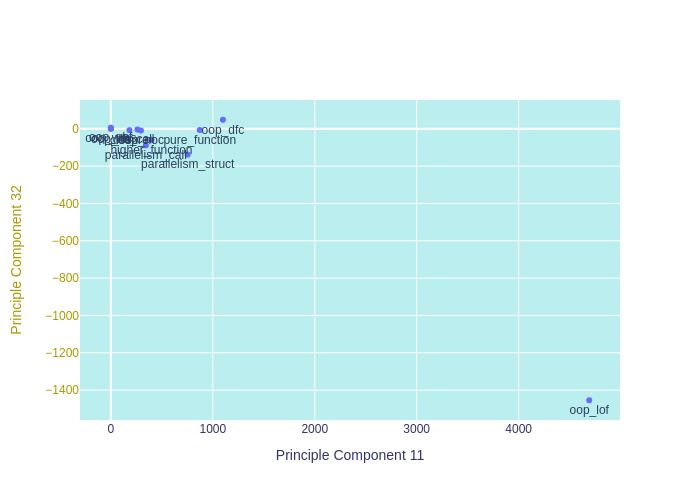 0
−200
−400
−600
−800
−1000
−1200
−1400
Principle Component 32
oop_dfc
pure_function
higher_function
parallelism_call
parallelism_struct
oop_lof
0
1000
2000
3000
4000
Principle Component 11